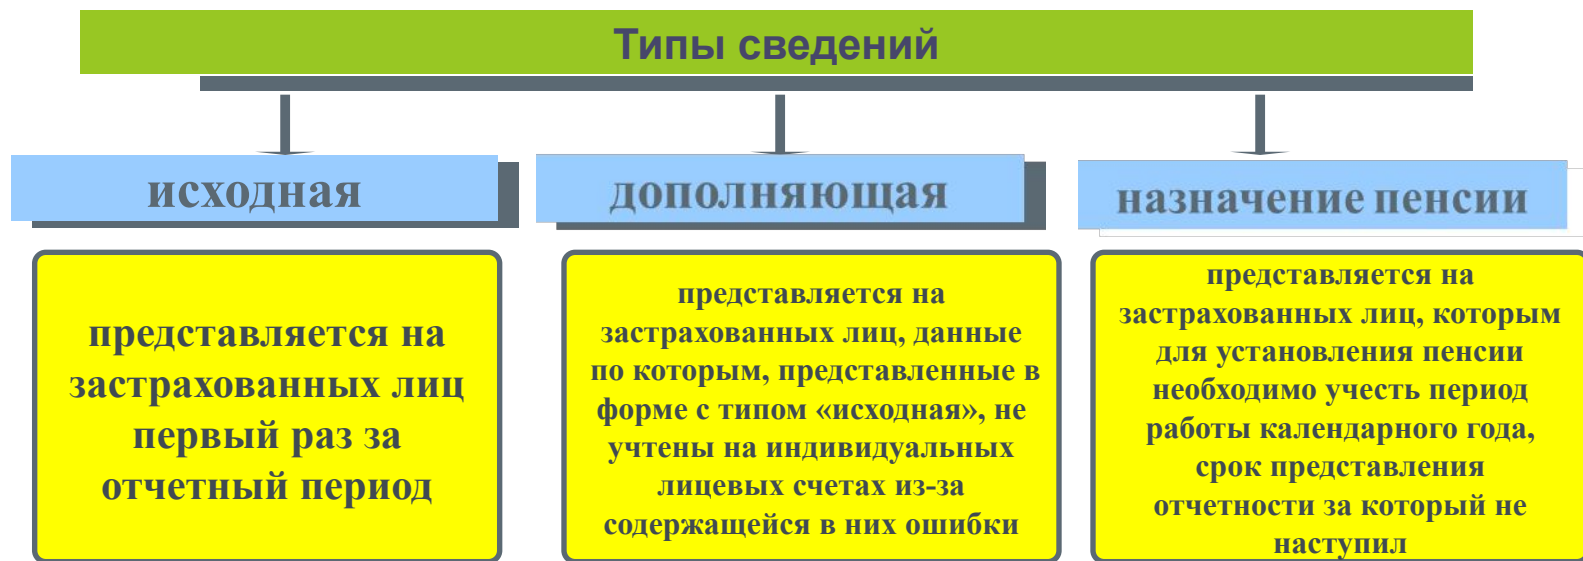 Типы сведений
исходная
дополняющая
назначение пенсии
представляется на
застрахованных лиц
первый раз за
отчетный период
представляется на
застрахованных лиц, данные
по которым, представленные в
форме с типом «исходная», не
учтены на индивидуальных
лицевых счетах из-за
содержащейся в них ошибки
представляется на
застрахованных лиц, которым
для установления пенсии
необходимо учесть период
работы календарного года,
срок представления
отчетности за который не
наступил